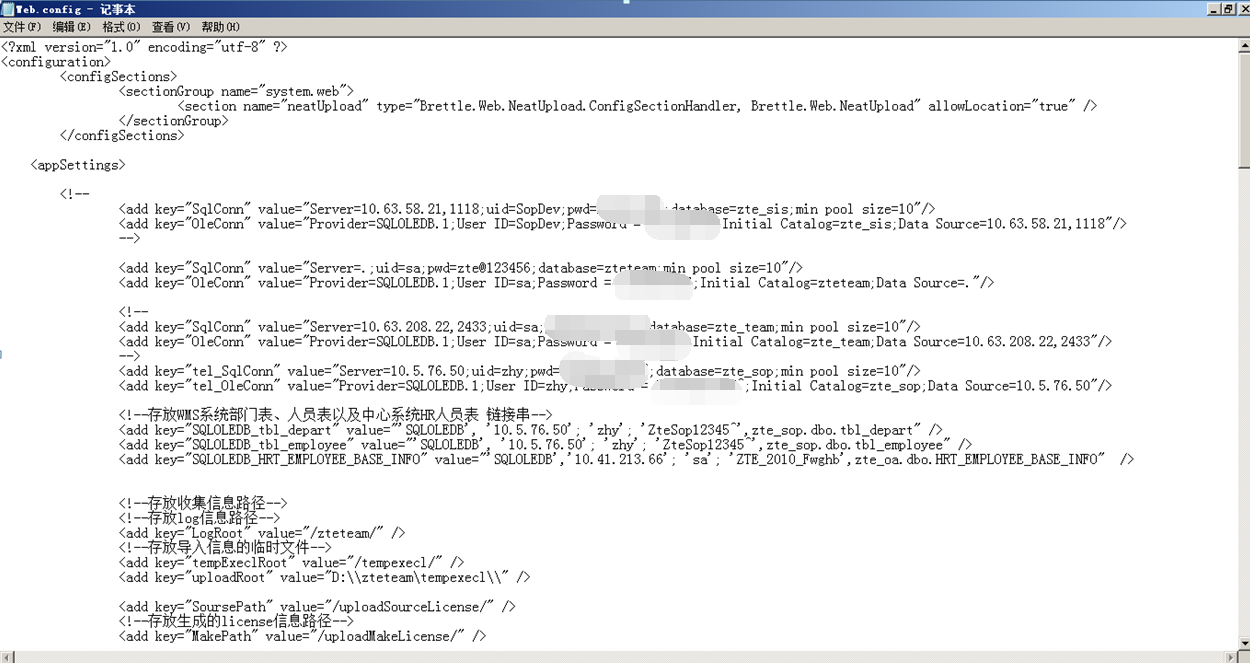 Web.config - 记事本
文件(F) 编辑(E) 格式(O) 查看(V) 帮助(H)
<?xml version="1.0" encoding="utf-8" ?>
<configuration>
<configSections>
<sectionGroup name="system.web">
<section name="neatUpload" type="Brettle.Web.NeatUpload.ConfigSectionHandler, Brettle.Web.NeatUpload" allowLocation="true" />
</sectionGroup>
</configSections>
<appSettings>
<!--
<add key="SqlConn" value="Server=10.63.58.21,1118;uid=SopDev;pwd= ;database=zte_sis;min pool size=10"/>
<add key="OleConn" value="Provider=SQLOLEDB.1;User ID=SopDev;Password = Initial Catalog=zte_sis;Data Source=10.63.58.21,1118"/>
-->
<add key="SqlConn" value="Server=.;uid=sa;pwd=zte@123456;database=zteteam;min pool size=10"/>
<add key="OleConn" value="Provider=SQLOLEDB.1;User ID=sa;Password = ;Initial Catalog=zteteam;Data Source=."/>
<!--
<add key="SqlConn" value="Server=10.63.208.22,2433;uid=sa; database=zte_team;min pool size=10"/>
<add key="OleConn" value="Provider=SQLOLEDB.1;User ID=sa;Password = Initial Catalog=zte_team;Data Source=10.63.208.22,2433"/>
-->
<add key="tel_SqlConn" value="Server=10.5.76.50;uid=zhy;pwd= ;database=zte_sop;min pool size=10"/>
<add key="tel_OleConn" value="Provider=SQLOLEDB.1;User ID=zhy;Password = ;Initial Catalog=zte_sop;Data Source=10.5.76.50"/>
<!--存放WMS系统部门表、人员表以及中心系统HR人员表 链接串-->
<add key="SQLOLEDB_tbl_depart" value="'SQLOLEDB', '10.5.76.50'; 'zhy'; 'ZteSop12345^',zte_sop.dbo.tbl_depart" />
<add key="SQLOLEDB_tbl_employee" value="'SQLOLEDB', '10.5.76.50'; 'zhy'; 'ZteSop12345^',zte_sop.dbo.tbl_employee" />
<add key="SQLOLEDB_HRT_EMPLOYEE_BASE_INFO" value="'SQLOLEDB','10.41.213.66'; 'sa'; 'ZTE_2010_Fwghb',zte_oa.dbo.HRT_EMPLOYEE_BASE_INFO" />
<!--存放收集信息路径-->
<!--存放log信息路径-->
<add key="LogRoot" value="/zteteam/" />
<!--存放导入信息的临时文件-->
<add key="tempExeclRoot" value="/tempexecl/" />
<add key="uploadRoot" value="D:\\zteteam\tempexecl\\" />
<add key="SoursePath" value="/uploadSourceLicense/" />
<!--存放生成的license信息路径-->
<add key="MakePath" value="/uploadMakeLicense/" />